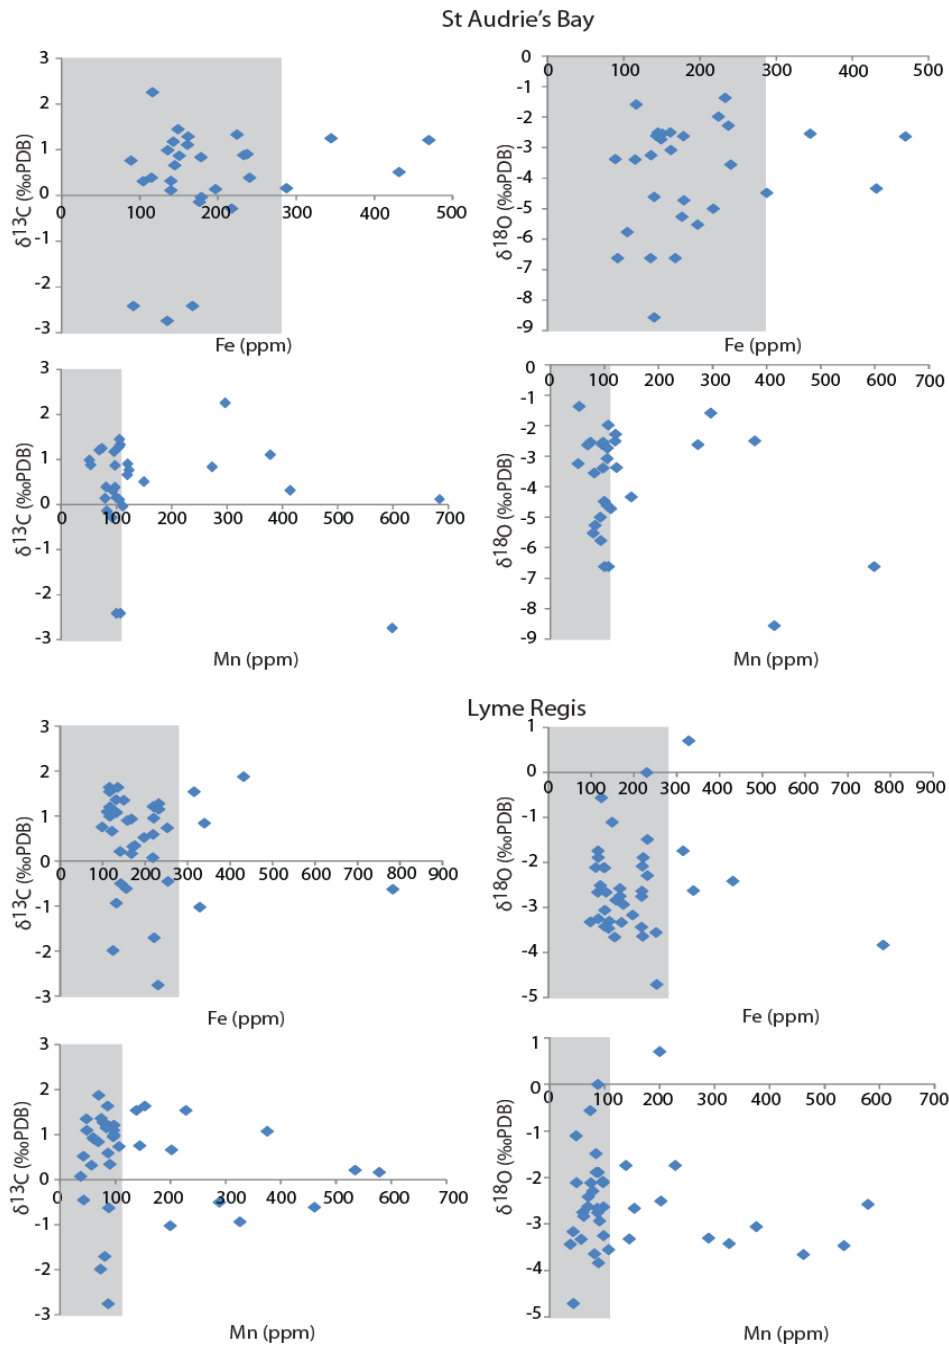 St Audrie's Bay
3
2
1
0
-1
-2
-3
0 100 200 300 400 500
δ13C (‰PDB)
Fe (ppm)
0
-1
-2
-3
-4
-5
-6
-7
-8
-9
0 100 200 300 400 500
δ18O (‰PDB)
Fe (ppm)
3
2
1
0
-1
-2
-3
0 100 200 300 400 500 600 700
δ13C (‰PDB)
Mn (ppm)
0
-1
-2
-3
-4
-5
-6
-7
-8
-9
0 100 200 300 400 500 600 700
δ18O (‰PDB)
Mn (ppm)
Lyme Regis
3
2
1
0
-1
-2
-3
0 100 200 300 400 500 600 700 800 900
δ13C (‰PDB)
Fe (ppm)
1
0
-1
-2
-3
-4
-5
0 100 200 300 400 500 600 700 800 900
δ18O (‰PDB)
Fe (ppm)
3
2
1
0
-1
-2
-3
0 100 200 300 400 500 600 700
δ13C (‰PDB)
Mn (ppm)
1
0
-1
-2
-3
-4
-5
0 100 200 300 400 500 600 700
δ18O (‰PDB)
Mn (ppm)